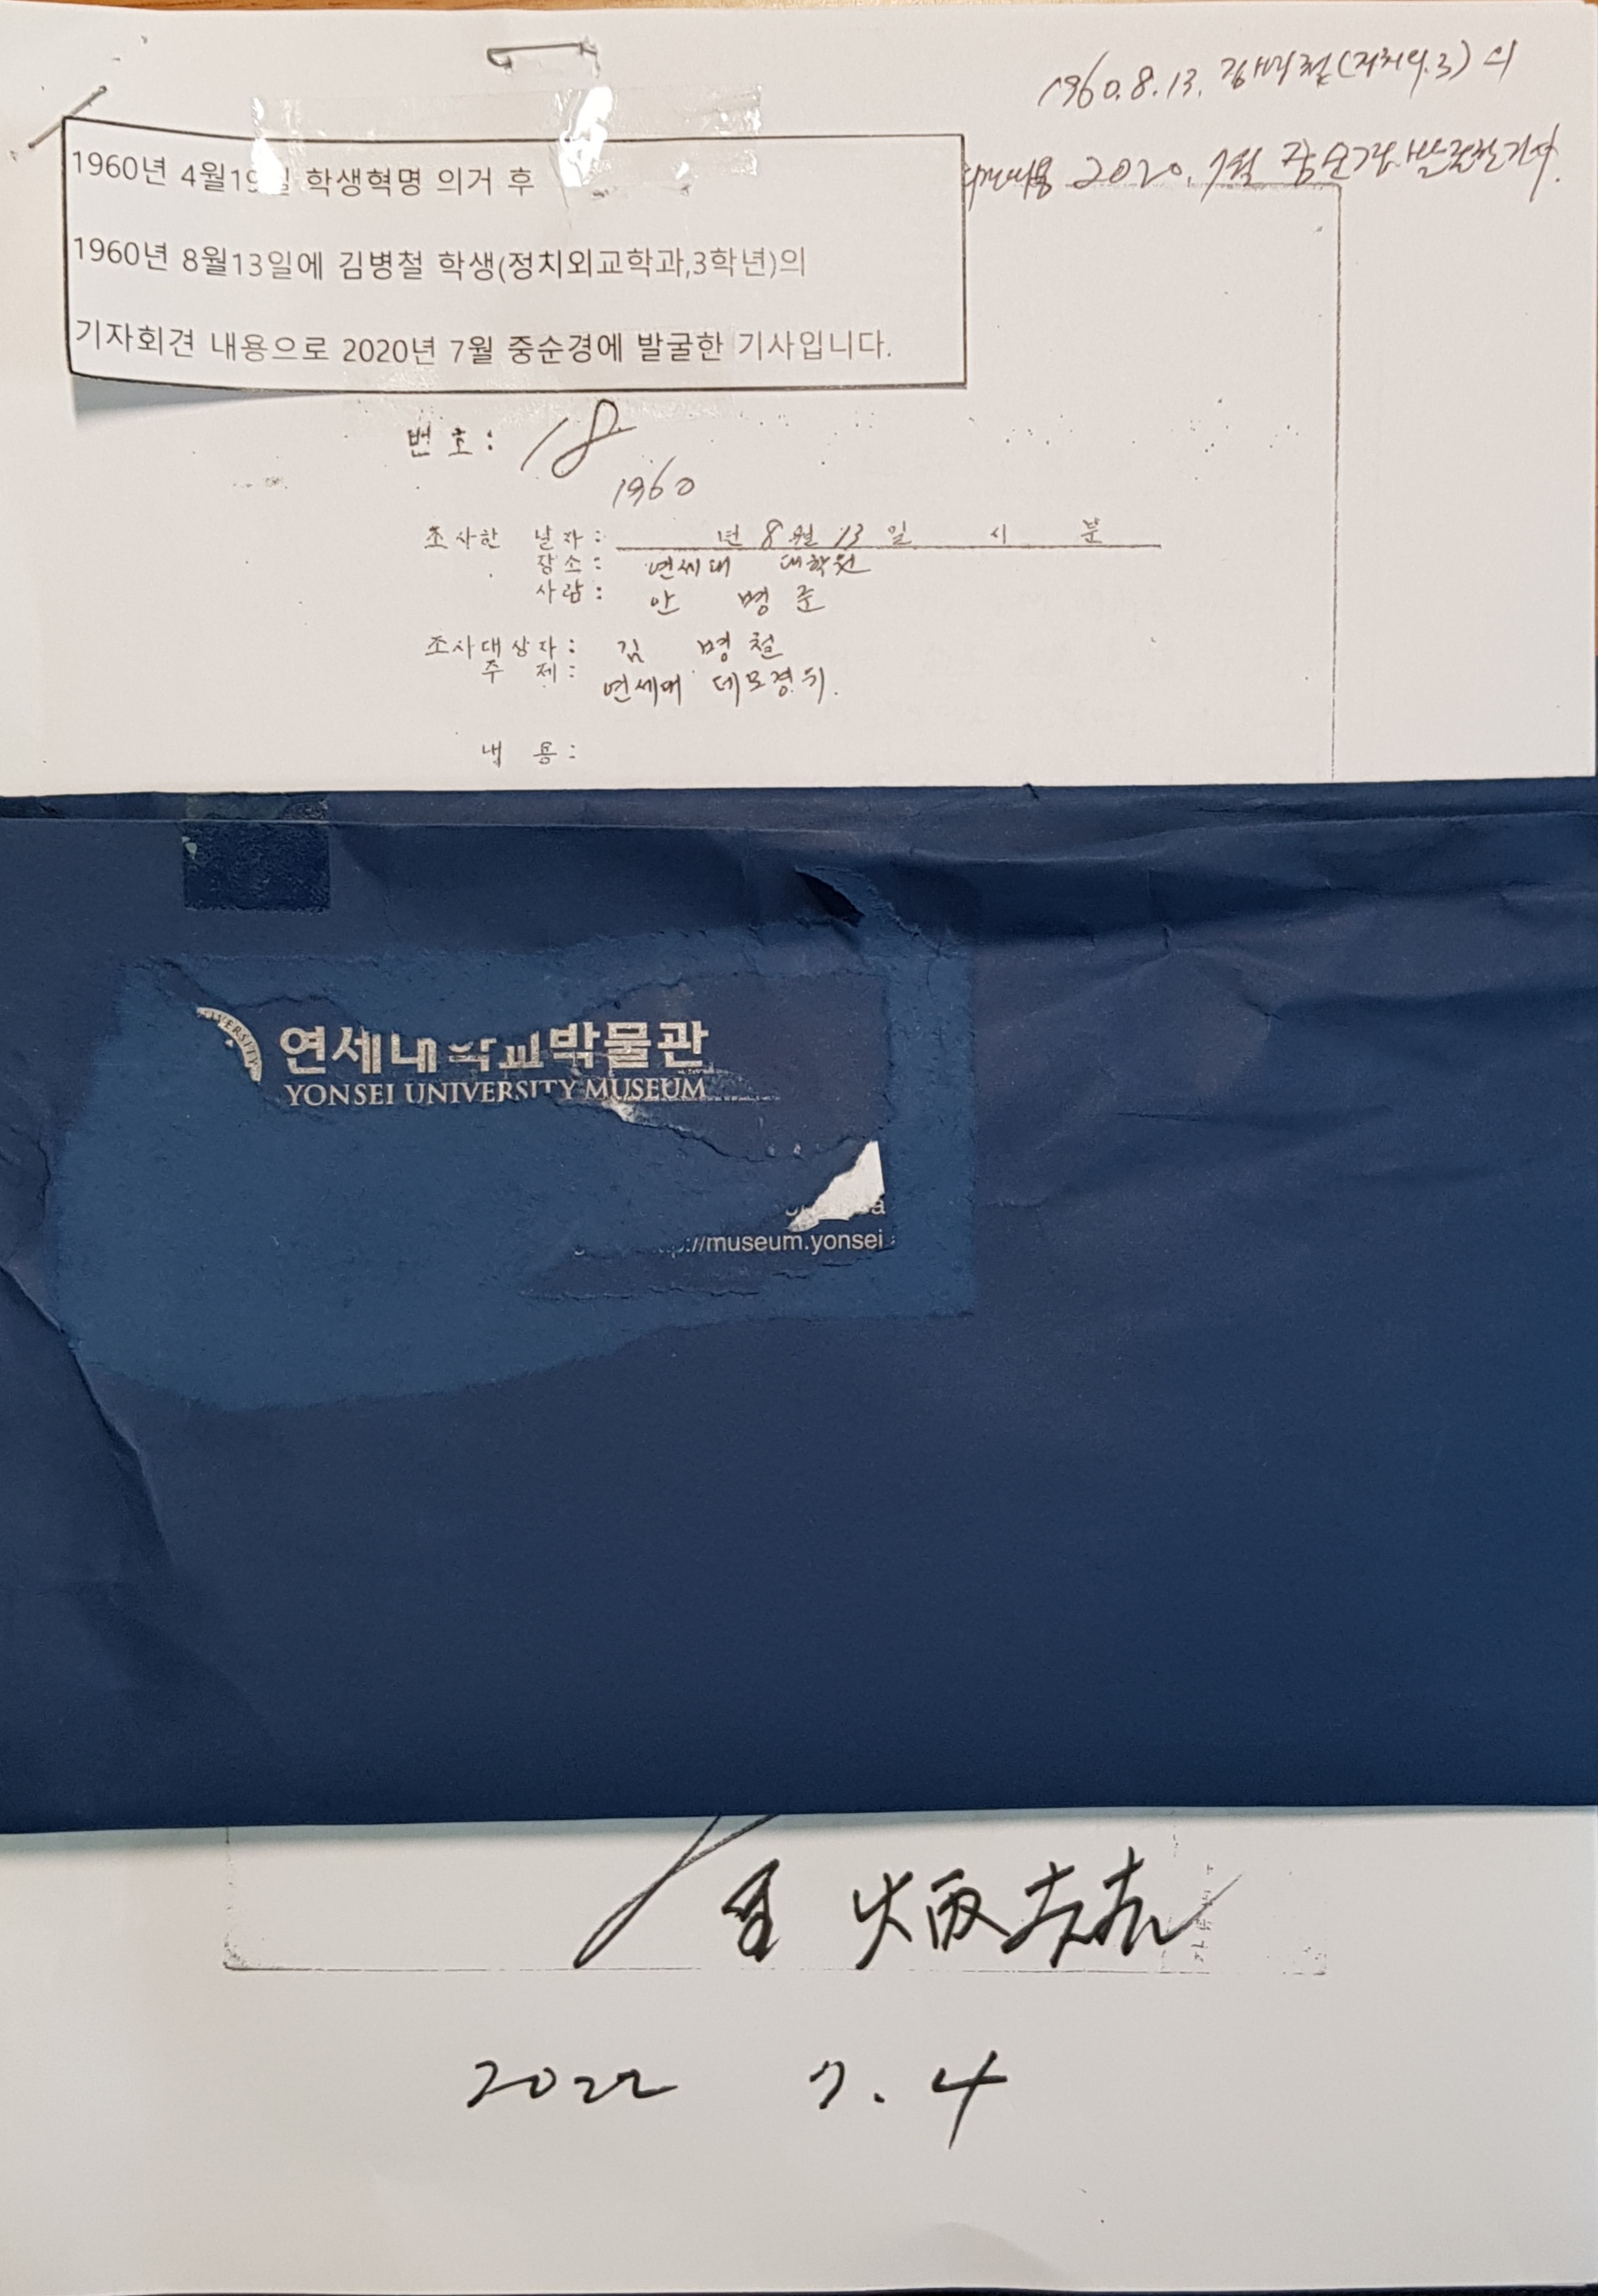 1960.8.13. 김병철(정치외.3)의
내용 2020. 7월 중순경 발굴한기사.
1960년 4월19일 학생혁명 의거 후
1960년 8월13일에 김병철 학생(정치외교학과,3학년)의
기자회견 내용으로 2020년 7월 중순경에 발굴한 기사입니다.
번호: 18
1960
조사한 날자: 년 8월 13일 시 분
장소: 연세대 대학원
사람: 안 병준
조사대상자: 김 병철
주 제: 연세대 데모경위.
내 용:
VERSITY
연세대학교박물관
YONSEI UNIVERSITY MUSEUM
://museum.yonsei
2022 7. 4